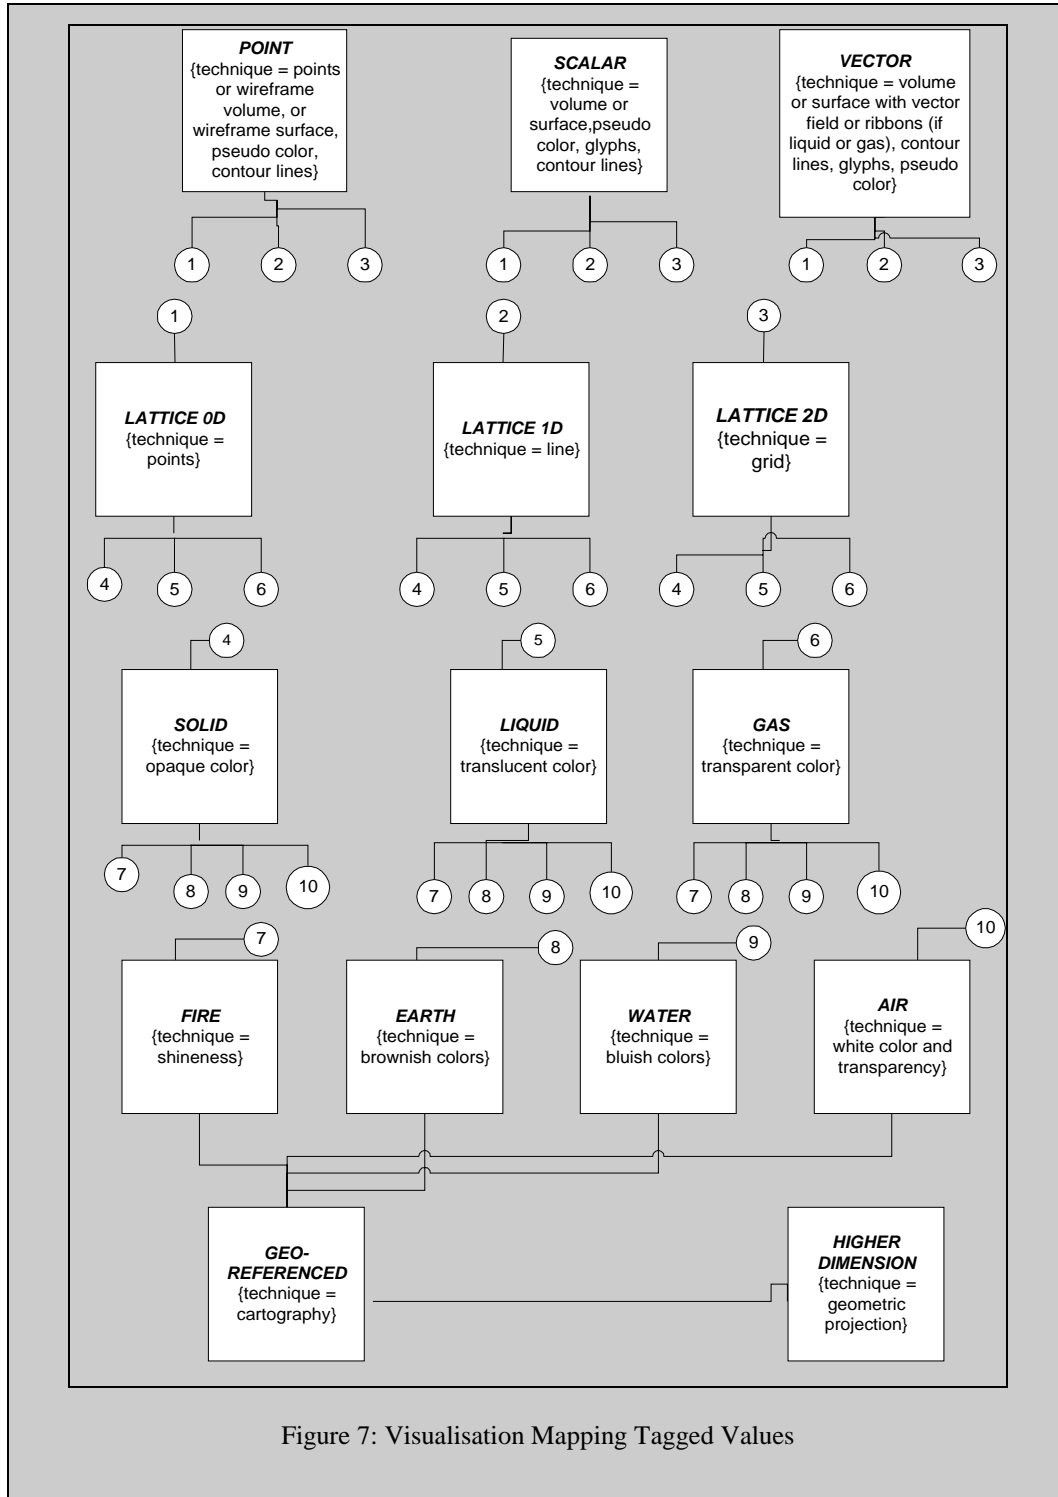 POINT
{technique = points
or wireframe
volume, or
wireframe surface,
pseudo color,
contour lines}
SCALAR
{technique =
volume or
surface,pseudo
color, glyphs,
contour lines}
VECTOR
{technique = volume
or surface with vector
field or ribbons (if
liquid or gas), contour
lines, glyphs, pseudo
color}
1
2
3
1
2
3
1
2
3
1
2
3
LATTICE 0D
{technique =
points}
LATTICE 1D
{technique = line}
LATTICE 2D
{technique =
grid}
4
5
6
4
5
6
4
5
6
4
5
6
SOLID
{technique =
opaque color}
LIQUID
{technique =
translucent color}
GAS
{technique =
transparent color}
7
8
9
10
7
8
9
10
7
8
9
10
7
8
9
10
FIRE
{technique =
shineness}
EARTH
{technique =
brownish colors}
WATER
{technique =
bluish colors}
AIR
{technique =
white color and
transparency}
GEO-
REFERENCED
{technique =
cartography}
HIGHER
DIMENSION
{technique =
geometric
projection}
Figure 7: Visualisation Mapping Tagged Values